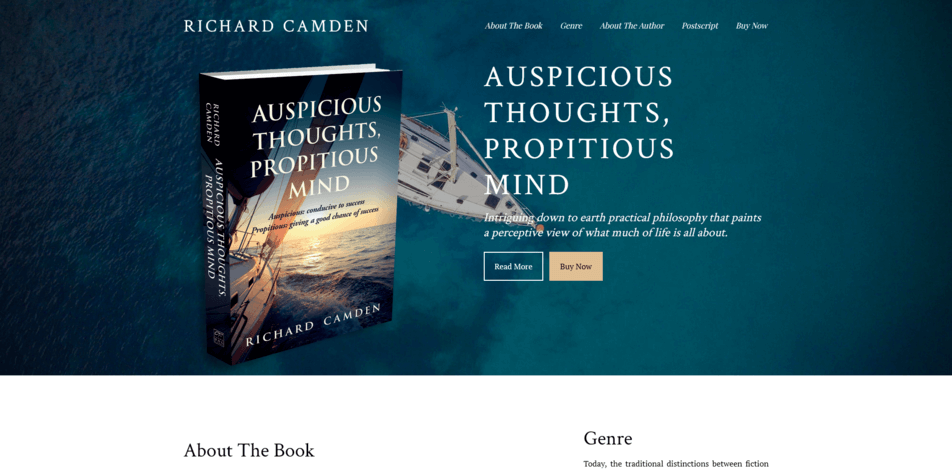 RICHARD CAMDEN
About The Book
Genre
About The Author
Postscript
Buy Now
RICHARD CAMDEN
AUSPICIOUS THOUGHTS, PROPITIOUS MIND
AUSPICIOUS
THOUGHTS,
PROPITIOUS
MIND
Auspicious: conducive to success
Propitious: giving a good chance of success
RICHARD CAMDEN
AUSPICIOUS
THOUGHTS,
PROPITIOUS
MIND
Intriguing down to earth practical philosophy that paints
a perceptive view of what much of life is all about.
Read More
Buy Now
About The Book
Genre
Today, the traditional distinctions between fiction